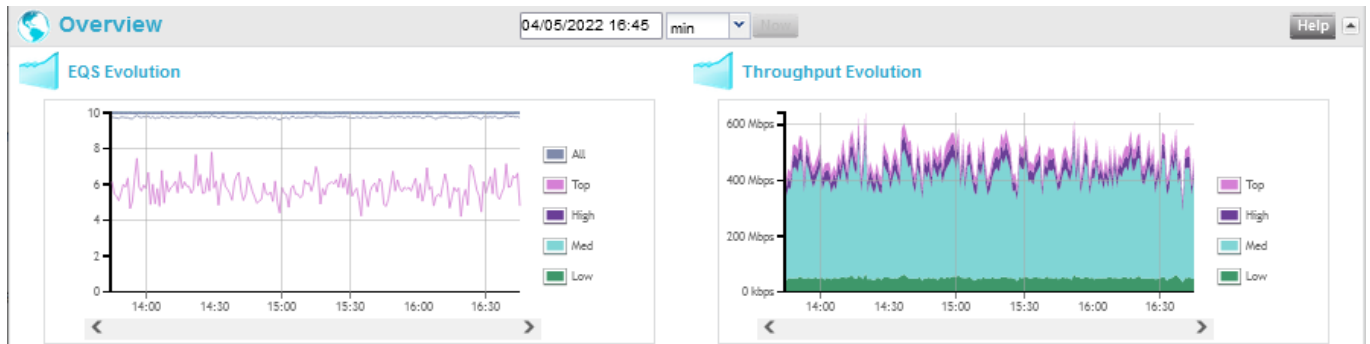 Overview
04/05/2022 16:45 min Now Help
EQS Evolution
10
8
6
4
2
0
14:00 14:30 15:00 15:30 16:00 16:30
All
Top
High
Med
Low
Throughput Evolution
600 Mbps
400 Mbps
200 Mbps
0 kbps
14:00 14:30 15:00 15:30 16:00 16:30
Top
High
Med
Low